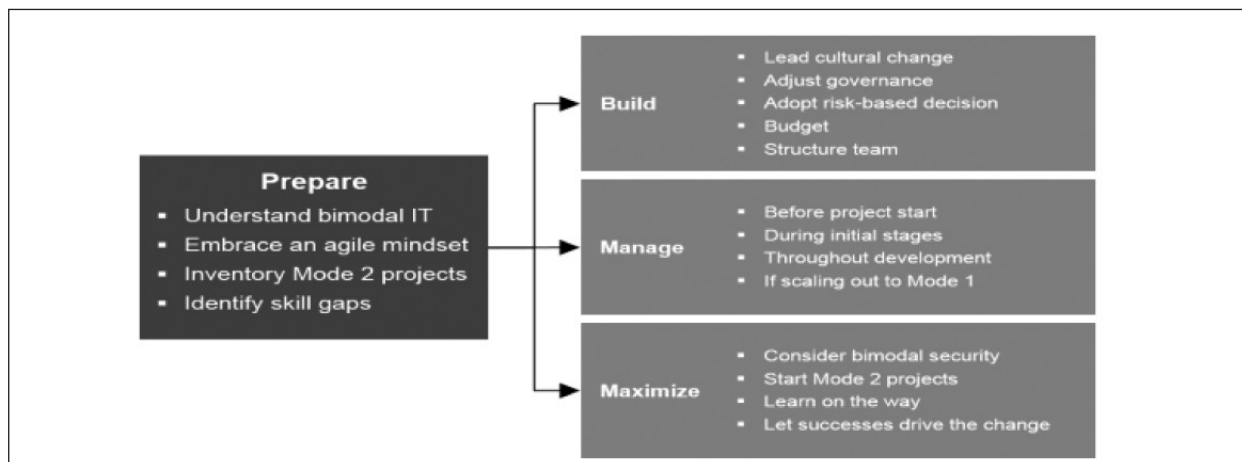 Prepare
▪ Understand bimodal IT
▪ Embrace an agile mindset
▪ Inventory Mode 2 projects
▪ Identify skill gaps
Build
▪ Lead cultural change
▪ Adjust governance
▪ Adopt risk-based decision
▪ Budget
▪ Structure team
Manage
▪ Before project start
▪ During initial stages
▪ Throughout development
▪ If scaling out to Mode 1
Maximize
▪ Consider bimodal security
▪ Start Mode 2 projects
▪ Learn on the way
▪ Let successes drive the change